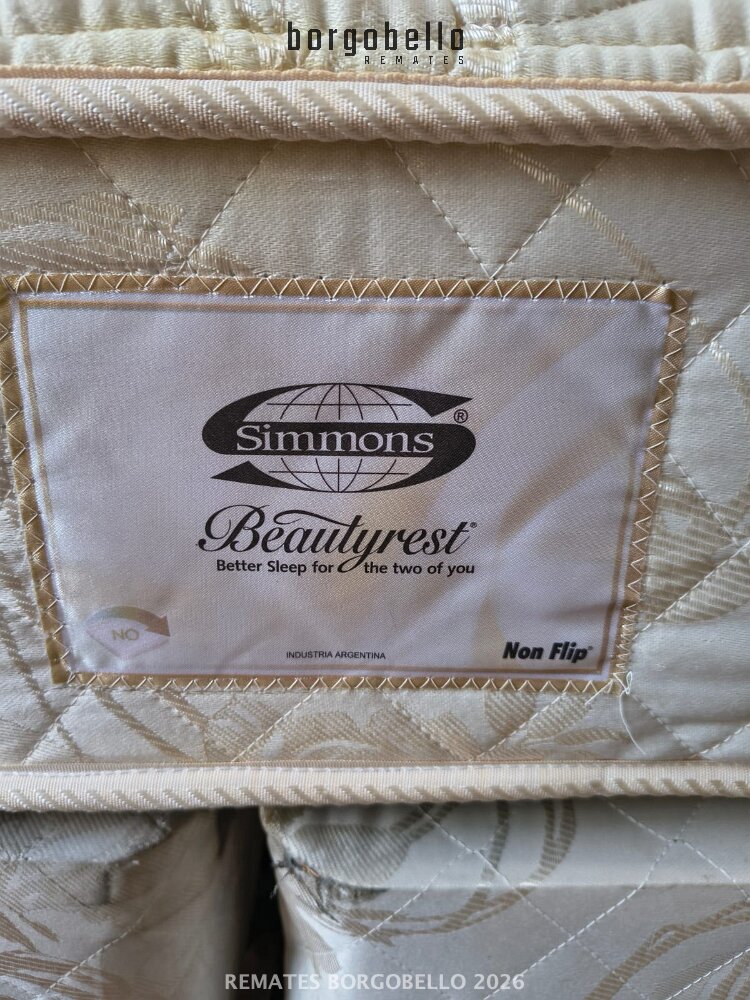 borgobello
REMATES
Simmons®
Beautyrest®
Better Sleep for the two of you
NO
INDUSTRIA ARGENTINA
Non Flip®
REMATES BORGOBELLO 2026